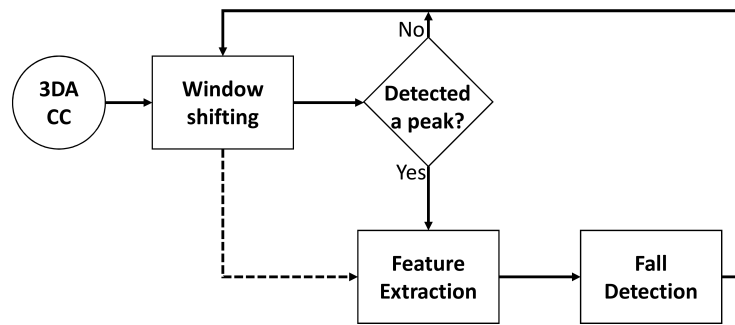 No
3DA
CC
Window
shifting
Detected
a peak?
Yes
Feature
Extraction
Fall
Detection